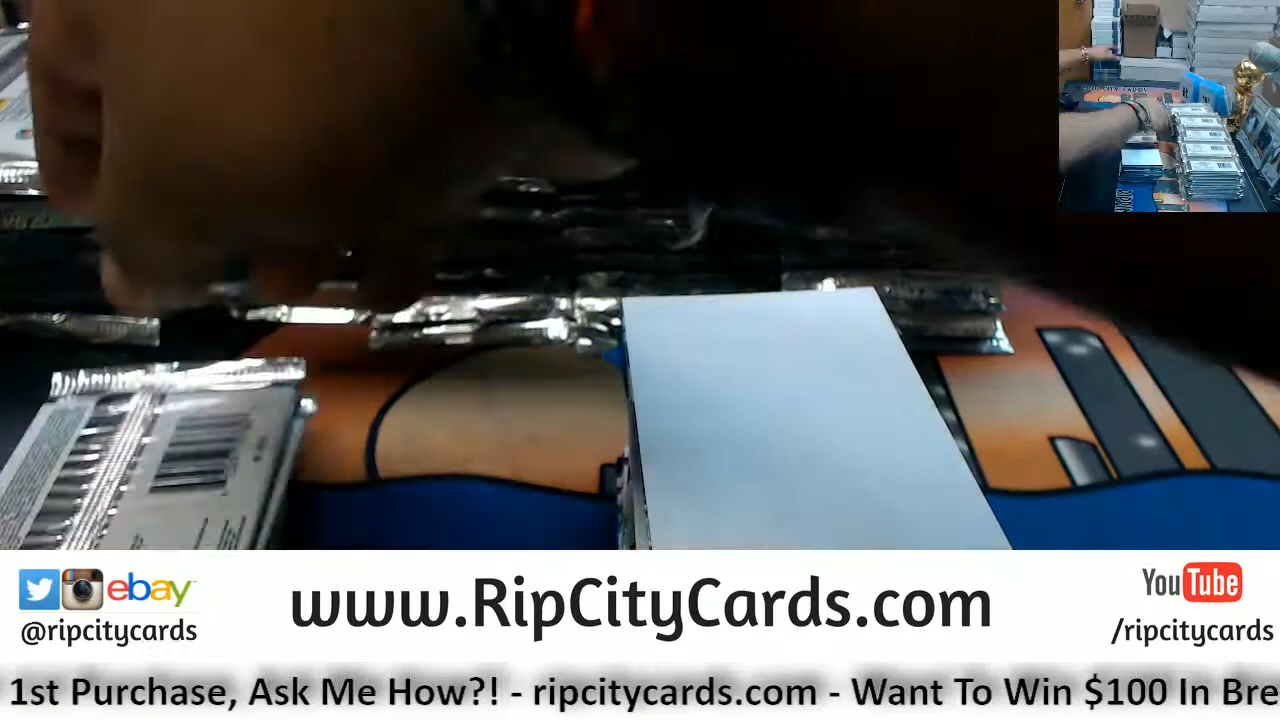 ebay
@ripcitycards
www.RipCityCards.com
YouTube
/ripcitycards
1st Purchase, Ask Me How?! - ripcitycards.com - Want To Win $100 In Bre